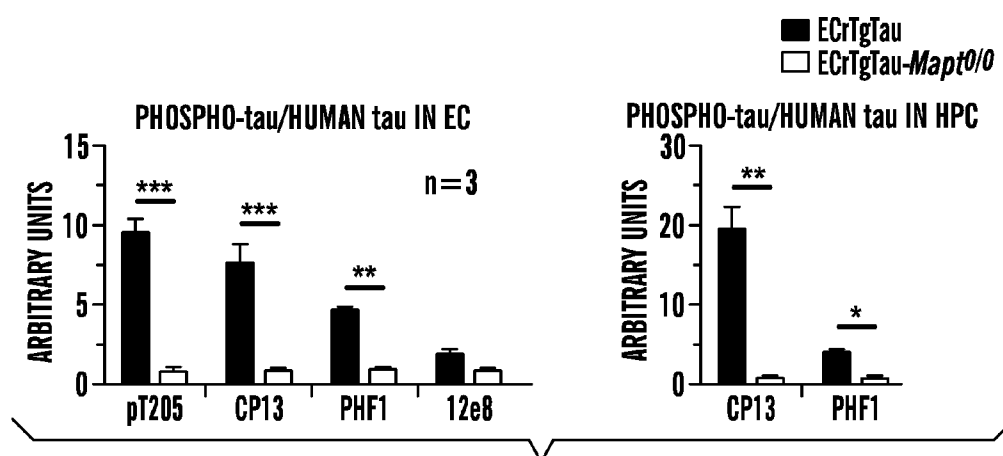 ECrTgTau
ECrTgTau-Mapt0/0
PHOSPHO-tau/HUMAN tau IN EC
ARBITRARY UNITS
15
10
5
0
***
***
**
n=3
pT205 CP13 PHF1 12e8
PHOSPHO-tau/HUMAN tau IN HPC
ARBITRARY UNITS
30
20
10
0
**
*
CP13 PHF1